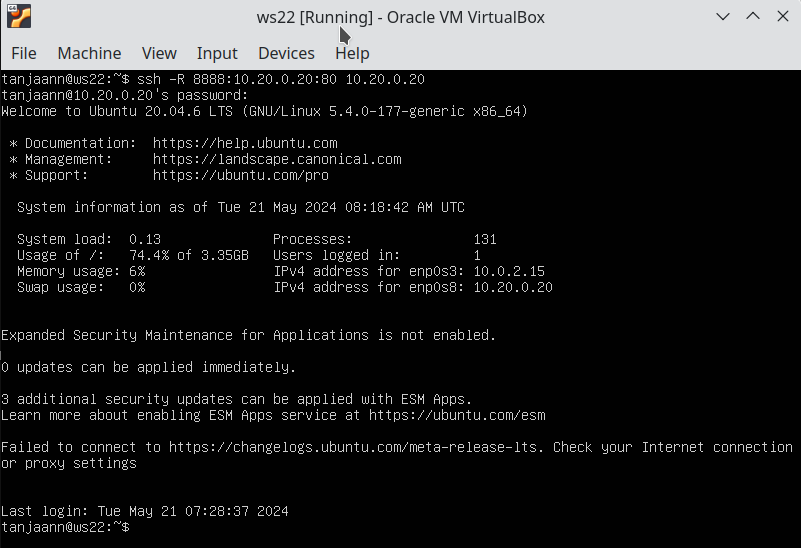 ws22 [Running] - Oracle VM VirtualBox
File Machine View Input Devices Help
tanjaann@ws22:~$ ssh -R 8888:10.20.0.20:80 10.20.0.20
tanjaann@10.20.0.20's password:
Welcome to Ubuntu 20.04.6 LTS (GNU/Linux 5.4.0-177-generic x86_64)
* Documentation: https://help.ubuntu.com
* Management: https://landscape.canonical.com
* Support: https://ubuntu.com/pro
System information as of Tue 21 May 2024 08:18:42 AM UTC
System load: 0.13 Processes: 131
Usage of /: 74.4% of 3.35GB Users logged in: 1
Memory usage: 6% IPv4 address for enp0s3: 10.0.2.15
Swap usage: 0% IPv4 address for enp0s8: 10.20.0.20
Expanded Security Maintenance for Applications is not enabled.
0 updates can be applied immediately.
3 additional security updates can be applied with ESM Apps.
Learn more about enabling ESM Apps service at https://ubuntu.com/esm
Failed to connect to https://changelogs.ubuntu.com/meta-release-lts. Check your Internet connection
or proxy settings
Last login: Tue May 21 07:28:37 2024
tanjaann@ws22:~$